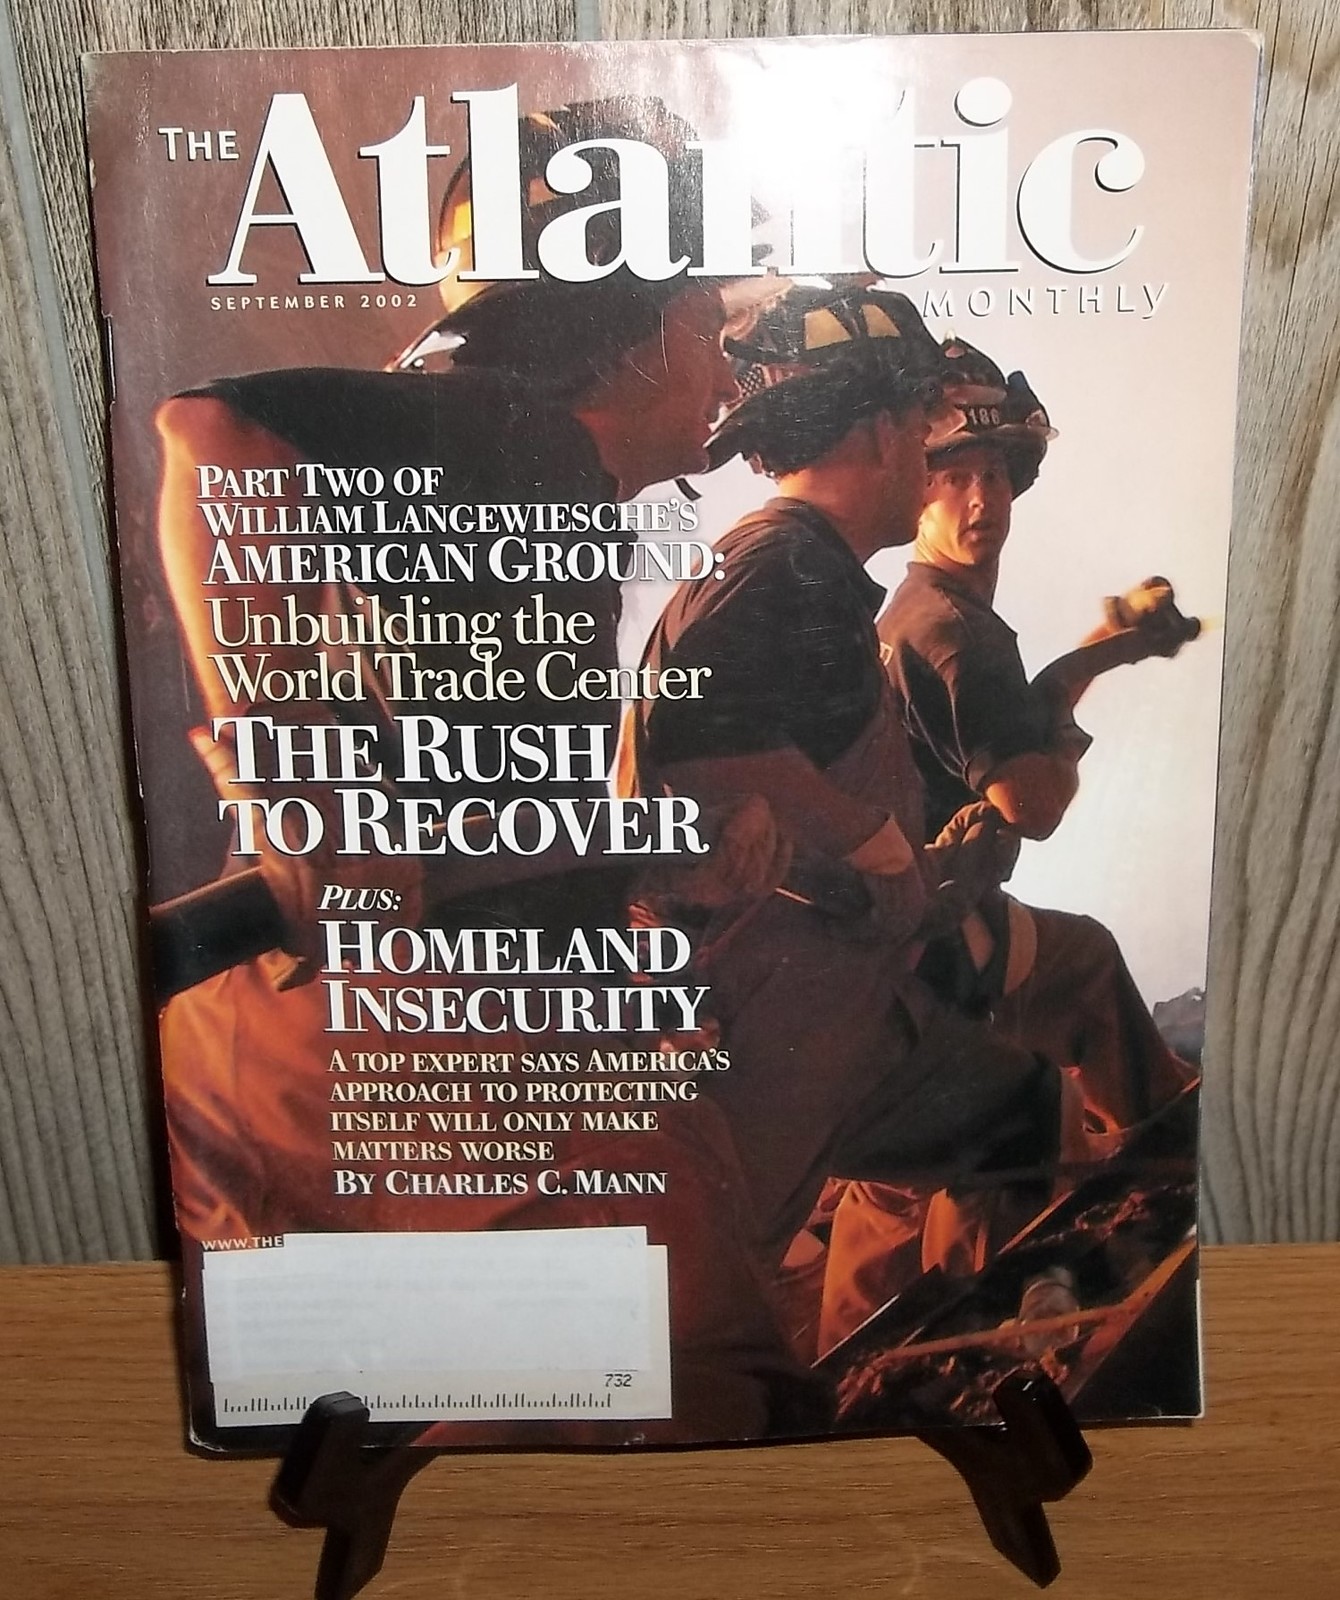 THE Atlantic
SEPTEMBER 2002
MONTHLY
186
PART TWO OF
WILLIAM LANGEWIESCHE'S
AMERICAN GROUND:
Unbuilding the
World Trade Center
THE RUSH
TO RECOVER
PLUS:
HOMELAND
INSECURITY
A TOP EXPERT SAYS AMERICA'S
APPROACH TO PROTECTING
ITSELF WILL ONLY MAKE
MATTERS WORSE
BY CHARLES C. MANN
WWW.THE
732